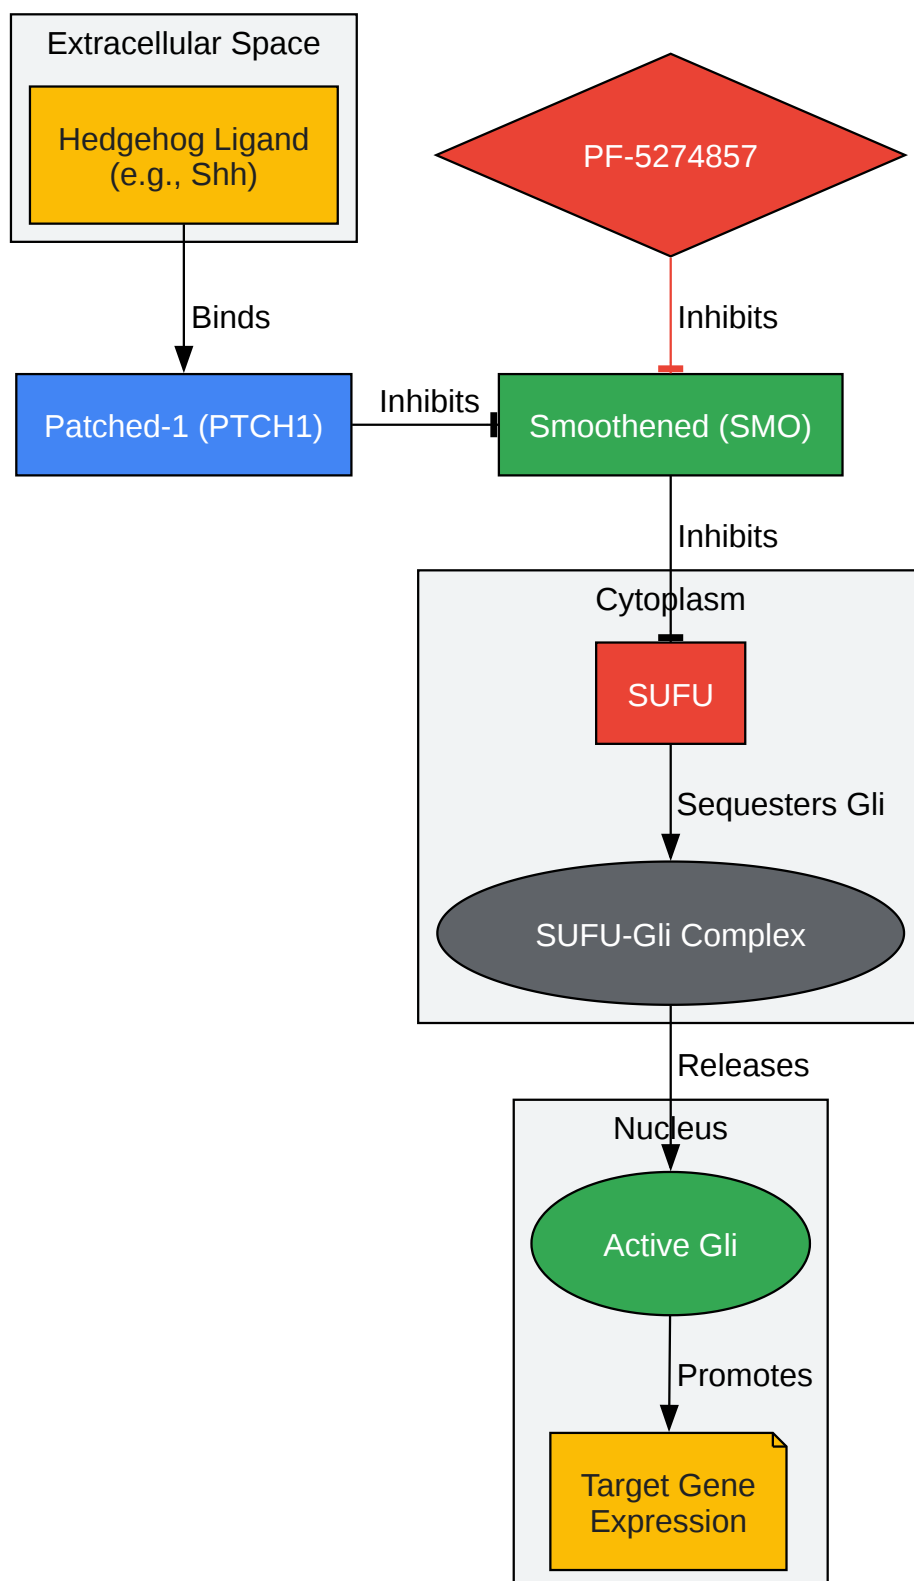 Extracellular Space
Hedgehog Ligand
(e.g., Shh)
PF-5274857
Binds
Inhibits
Patched-1 (PTCH1)
Inhibits
Smoothened (SMO)
Inhibits
Cytoplasm
SUFU
Sequesters Gli
SUFU-Gli Complex
Releases
Nucleus
Active Gli
Promotes
Target Gene
Expression